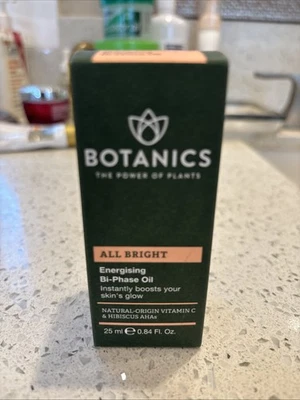 BOTANICS
THE POWER OF PLANTS
ALL BRIGHT
Energising
Bi-Phase Oil
Instantly boosts your
skin's glow
NATURAL-ORIGIN VITAMIN C
& HIBISCUS AHAs
25 ml ℮ 0.84 Fl. Oz.